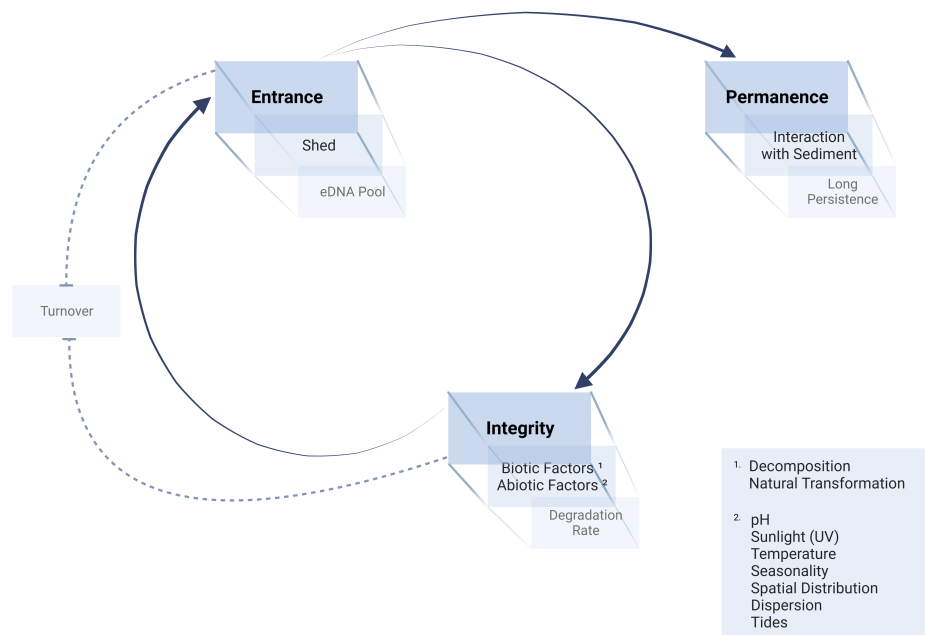 Entrance
Shed
eDNA Pool
Permanence
Interaction
with Sediment
Long
Persistence
Turnover
Integrity
Biotic Factors ¹
Abiotic Factors ²
Degradation
Rate
1. Decomposition
Natural Transformation
2. pH
Sunlight (UV)
Temperature
Seasonality
Spatial Distribution
Dispersion
Tides